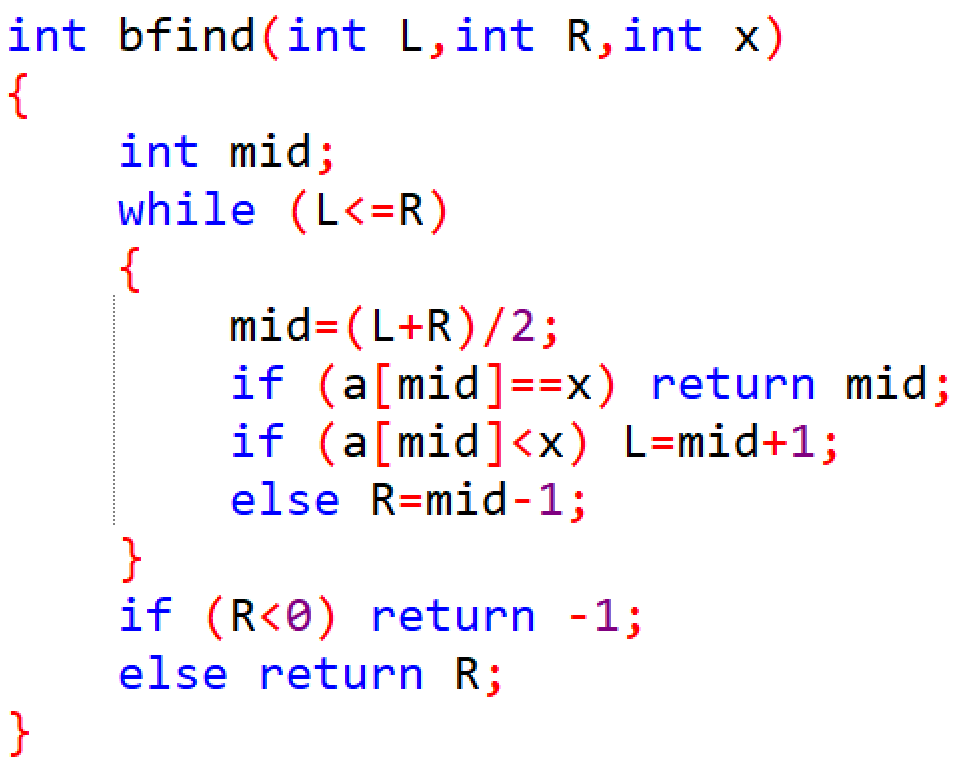 int bfind(int L,int R,int x)
{
    int mid;
    while (L<=R)
    {
        mid=(L+R)/2;
        if (a[mid]==x) return mid;
        if (a[mid]<x) L=mid+1;
        else R=mid-1;
    }
    if (R<0) return -1;
    else return R;
}